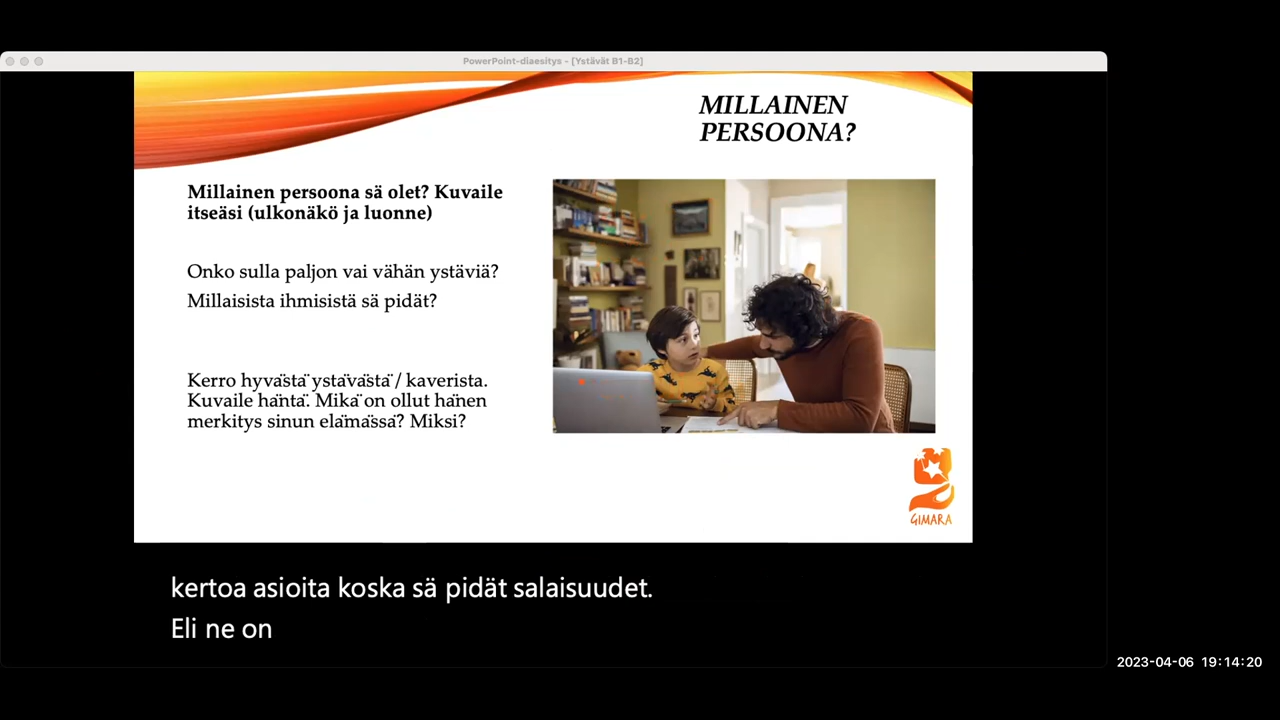 PowerPoint-diaesitys - [Ystävät B1-B2]
MILLAINEN
PERSOONA?
Millainen persoona sä olet? Kuvaile
itseäsi (ulkonäkö ja luonne)
Onko sulla paljon vai vähän ystäviä?
Millaisista ihmisistä sä pidät?
Kerro hyvästä ystävästä / kaverista.
Kuvaile häntä. Mikä on ollut hänen
merkitys sinun elämässä? Miksi?
GIMARA
kertoa asioita koska sä pidät salaisuudet.
Eli ne on
2023-04-06 19:14:20